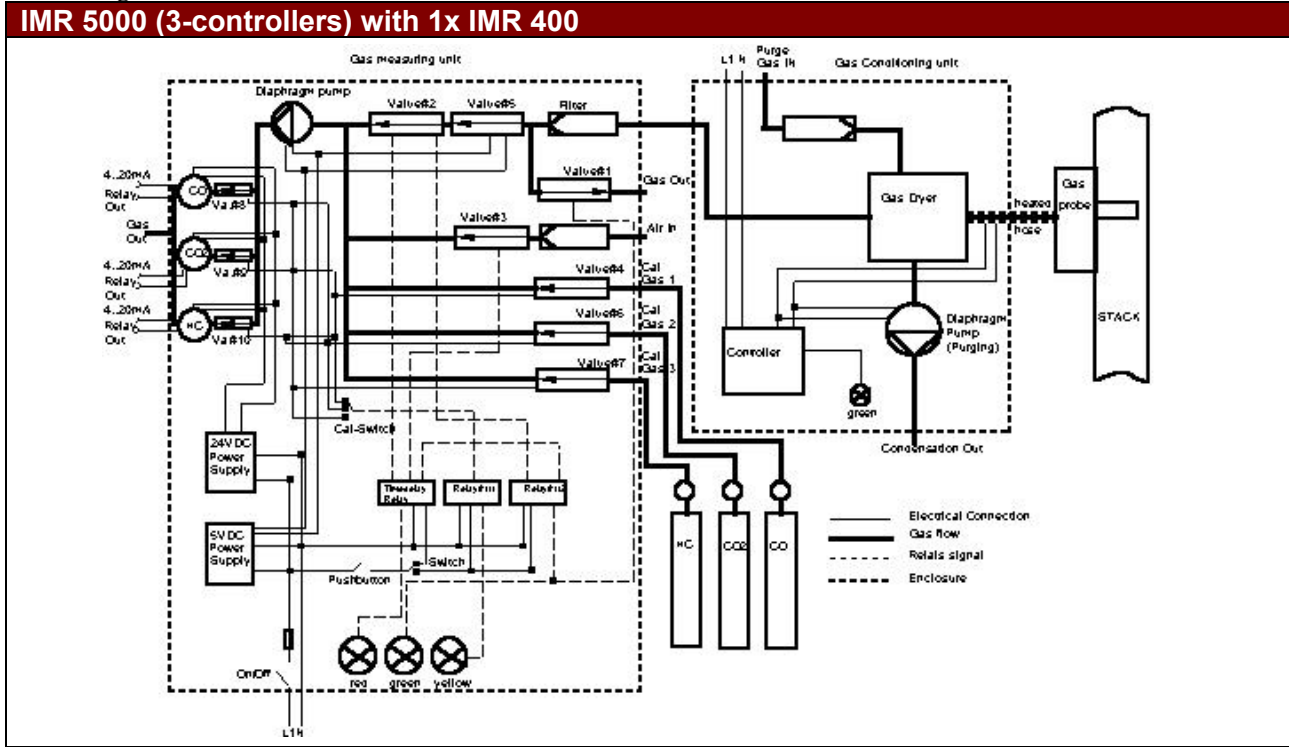 IMR 5000 (3-controllers) with 1x IMR 400
Gas measuring unit
L1 N
Purge
Gas IN
Gas Conditioning unit
Diaphragm pump
Valve#2
Valve#5
Filter
4..20mA
Relay
Out
CO
Va.#8
Valve#1
Gas Out
Gas Dyer
heated
hose
Gas
probe
Gas
Out
Valve#3
Air In
4..20mA
Relay
Out
CO2
Va.#9
Valve#4
Cal
Gas 1
4..20mA
Relay
Out
HC
Va.#10
Valve#6
Cal
Gas 2
Valve#7
Cal
Gas 3
Controller
Diaphragm
Pump
(Purging)
STACK
green
Cal-Switch
Condensation Out
24V DC
Power
Supply
Relay
5V DC
Power
Supply
Pushbutton
Switch
HC
CO2
CO
Electrical Connection
Gas flow
Relais signal
Enclosure
On/Off
red
green
yellow
L1 N